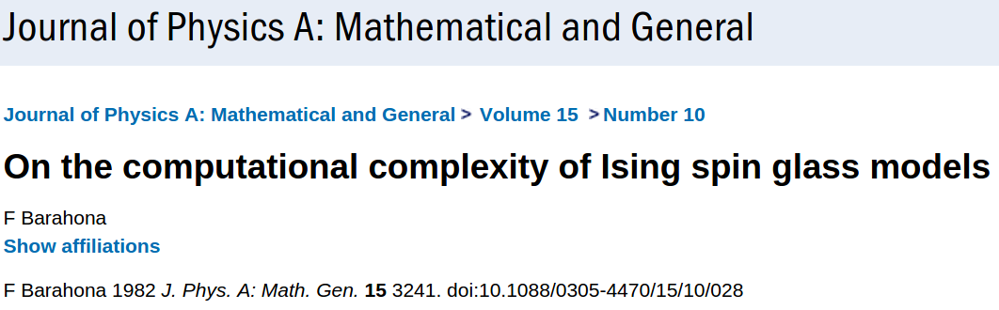 Journal of Physics A: Mathematical and General
Journal of Physics A: Mathematical and General > Volume 15 > Number 10
On the computational complexity of Ising spin glass models
F Barahona
Show affiliations
F Barahona 1982 J. Phys. A: Math. Gen. 15 3241. doi:10.1088/0305-4470/15/10/028